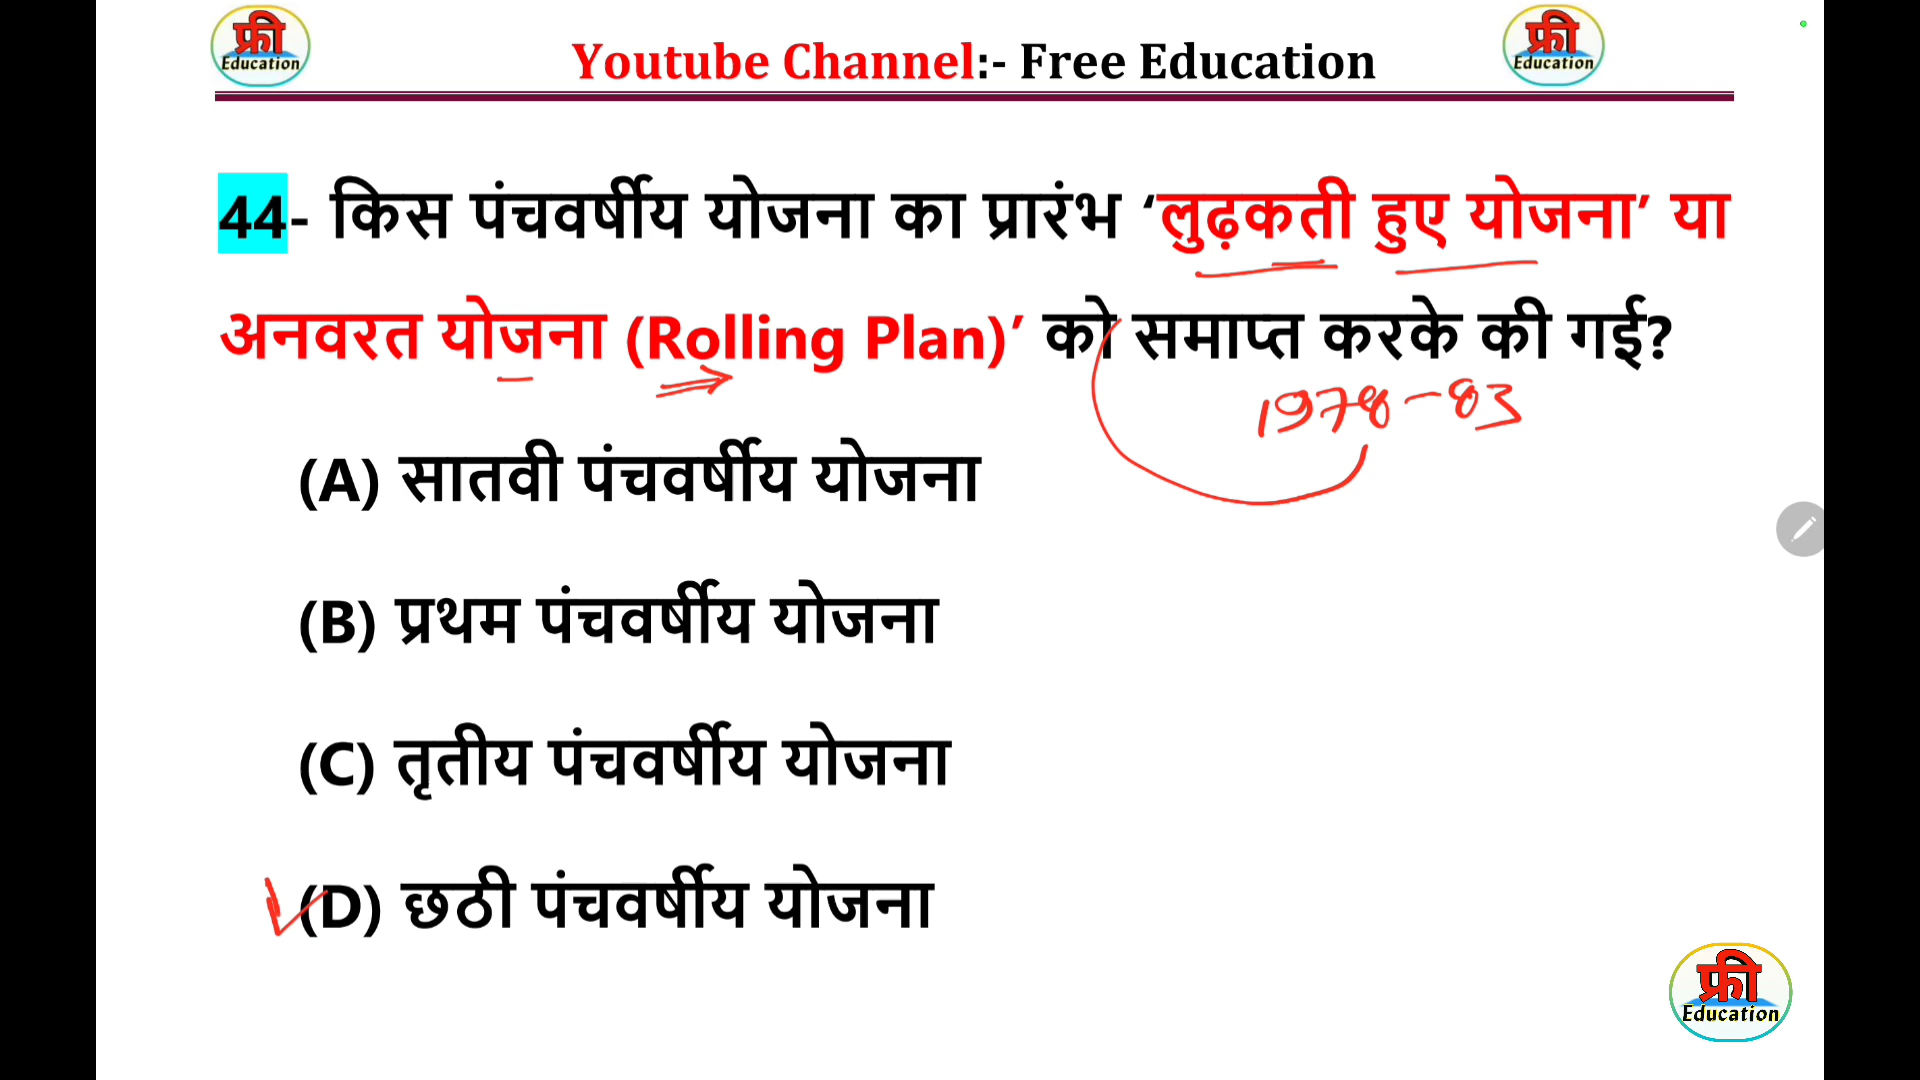 फ्री
Education
Youtube Channel:- Free Education
फ्री
Education
44- किस पंचवर्षीय योजना का प्रारंभ ‘लुढ़कती हुए योजना’ या
अनवरत योजना (Rolling Plan)’ को समाप्त करके की गई?
1978-83
(A) सातवी पंचवर्षीय योजना
(B) प्रथम पंचवर्षीय योजना
(C) तृतीय पंचवर्षीय योजना
(D) छठी पंचवर्षीय योजना
फ्री
Education